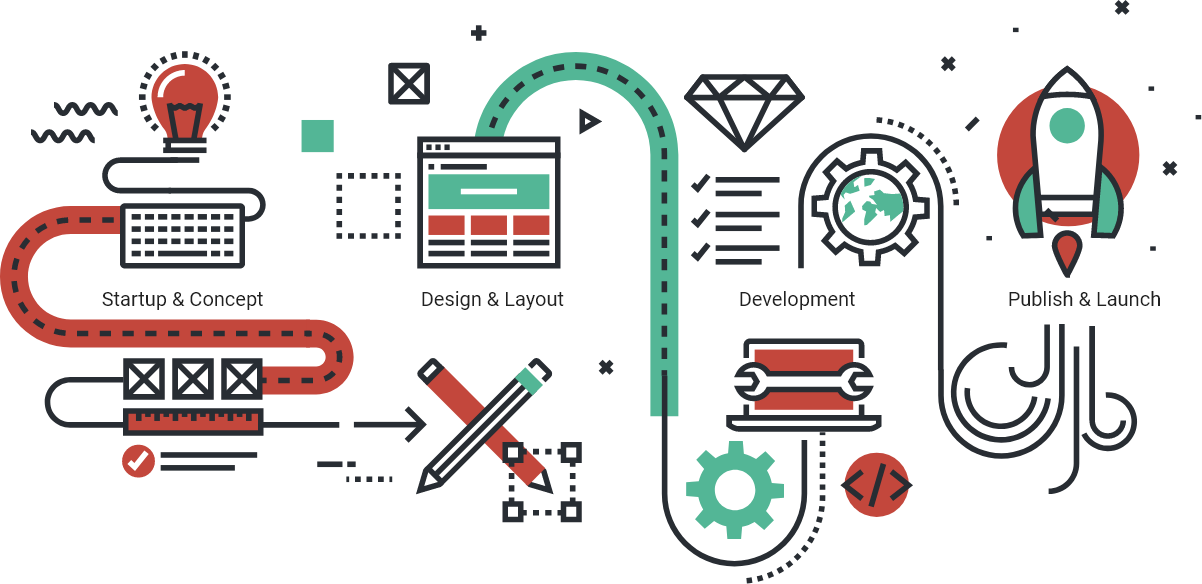 Startup & Concept
Design & Layout
Development
Publish & Launch